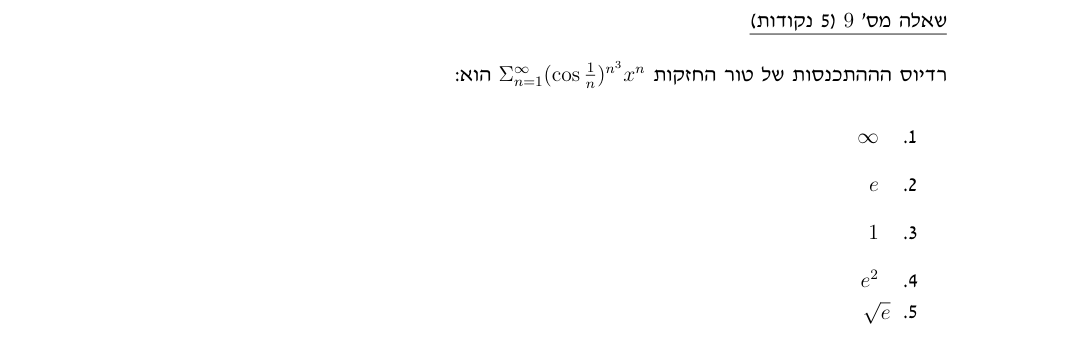 שאלה מס' 9 (5 נקודות)
רדיוס הההתכנסות של טור החזקות $\Sigma_{n=1}^{\infty}(\cos\frac{1}{n})^{n^3}x^n$ הוא:
1. $\infty$
2. $e$
3. $1$
4. $e^2$
5. $\sqrt{e}$